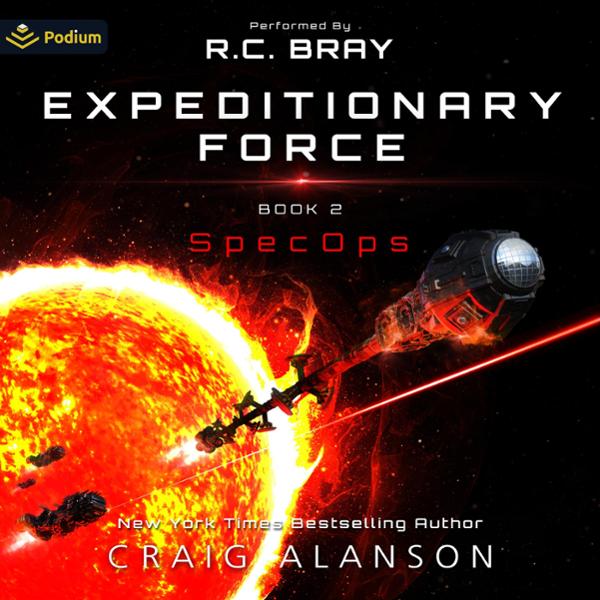 Podium
Performed By
R.C. BRAY
EXPEDITIONARY
FORCE
BOOK 2
SpecOps
New York Times Bestselling Author
CRAIG ALANSON